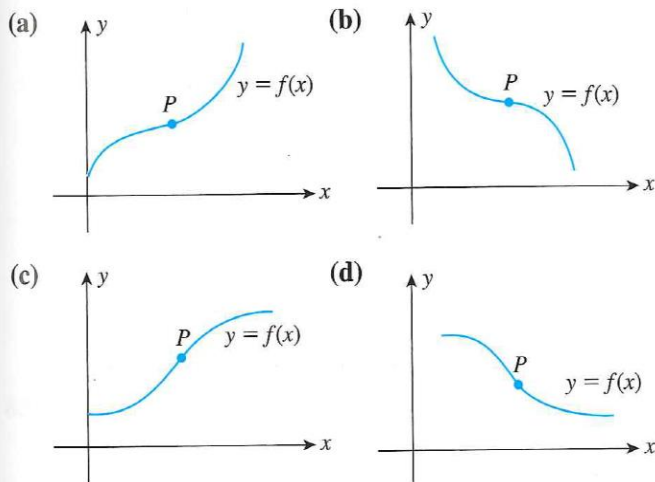 (a)
y
P
y = f(x)
x
(b)
y
P
y = f(x)
x
(c)
y
P
y = f(x)
x
(d)
y
P
y = f(x)
x